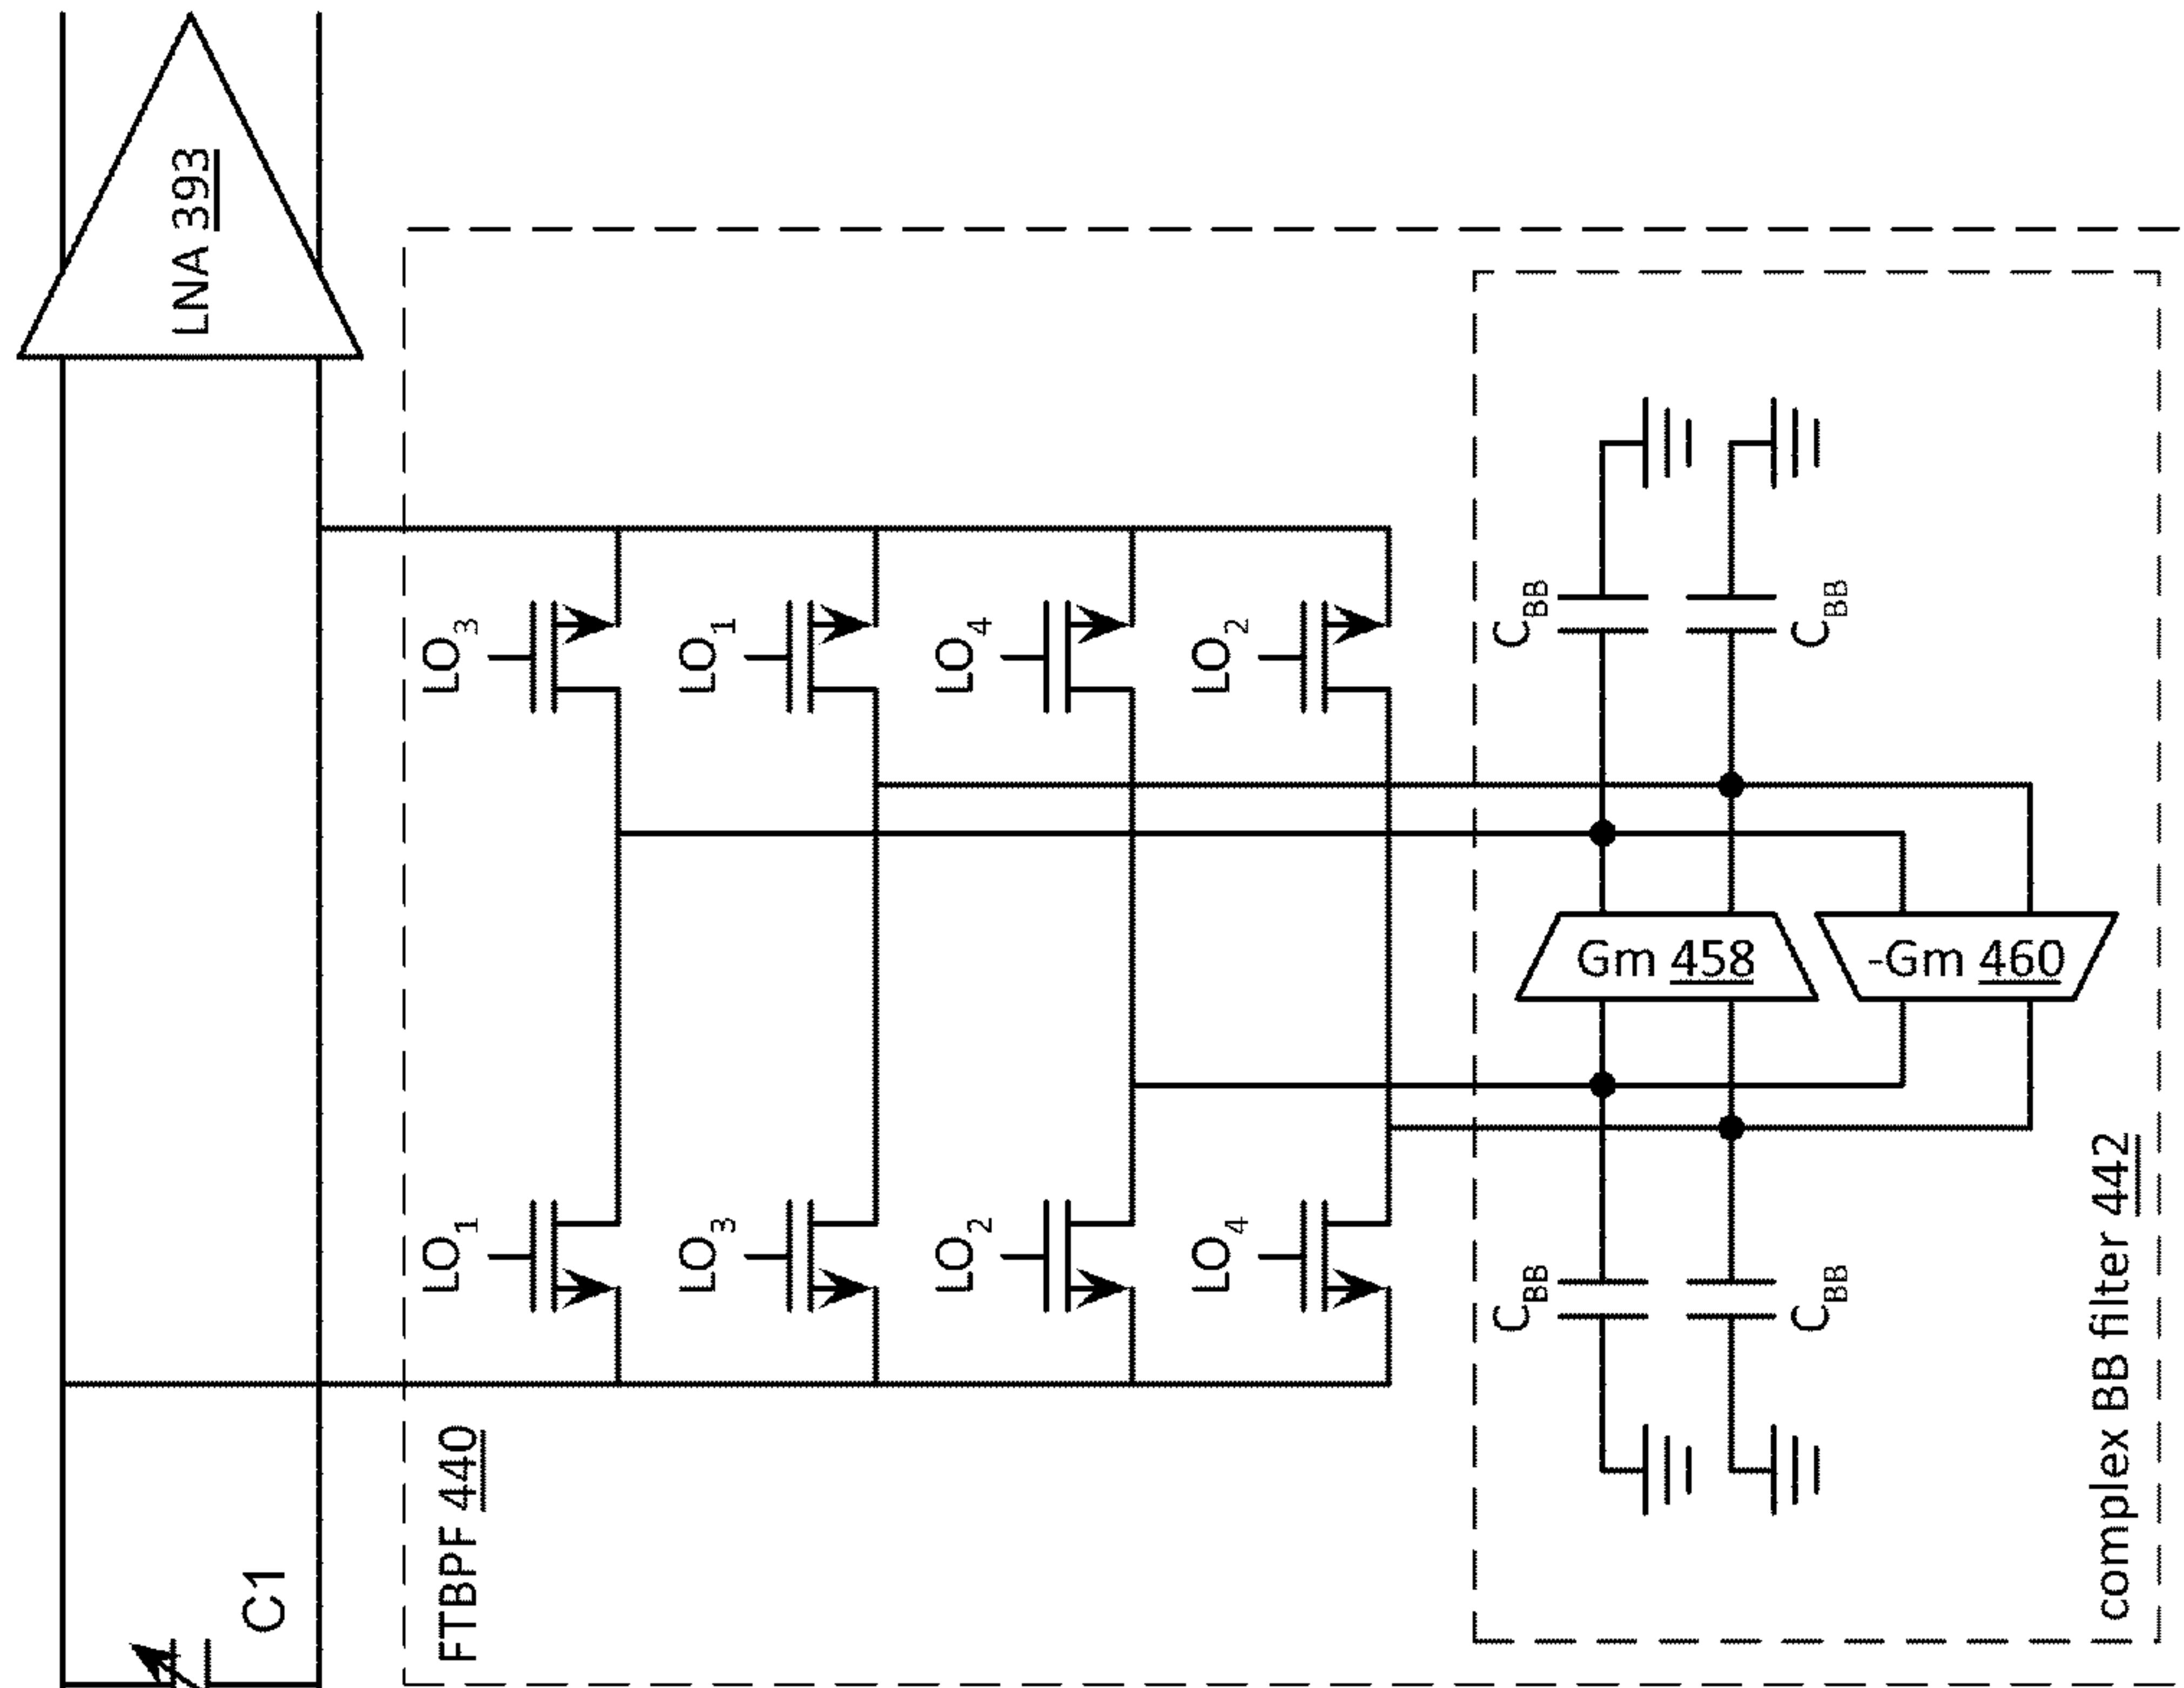 LNA 393
C1
FTBPF 440
LO1
LO3
LO3
LO1
LO2
LO4
LO4
LO2
CBB
CBB
CBB
CBB
Gm 458
-Gm 460
complex BB filter 442